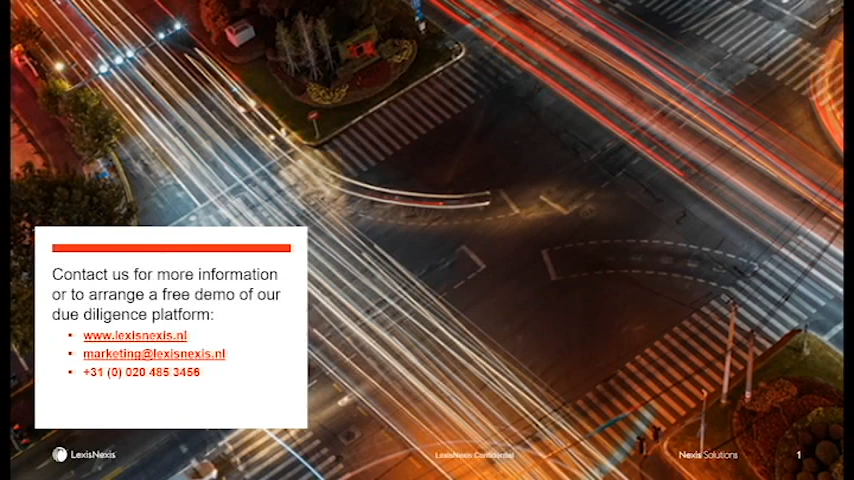 Contact us for more information
or to arrange a free demo of our
due diligence platform:
▪ www.lexisnexis.nl
▪ marketing@lexisnexis.nl
▪ +31 (0) 020 485 3456
LexisNexis
LexisNexis Confidential
Nexis Solutions
1